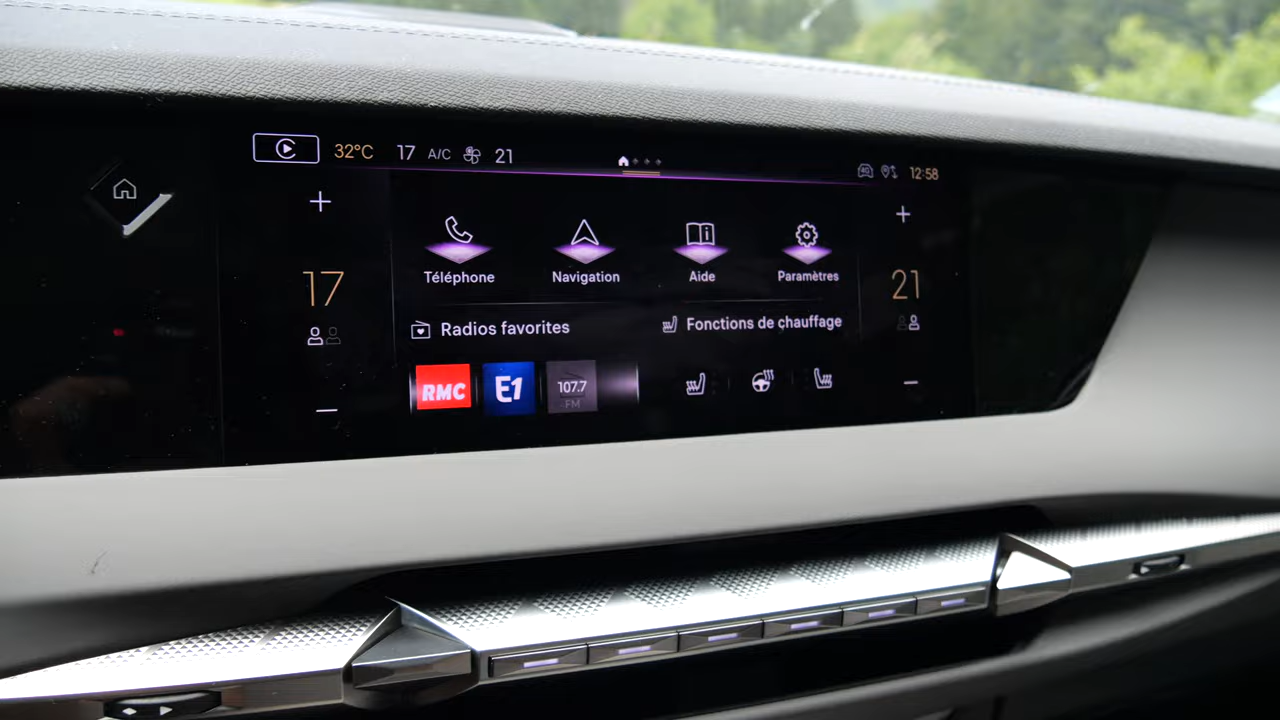 32°C 17 A/C 21 12:58
17 21
Téléphone Navigation Aide Paramètres
Radios favorites Fonctions de chauffage
RMC E1 107.7
FM